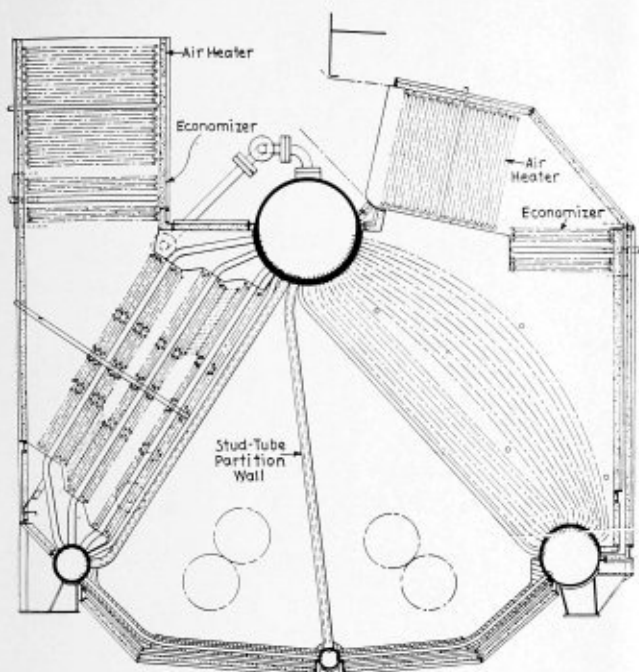 Air Heater
Economizer
Air
Heater
Economizer
Stud-Tube
Partition
Wall